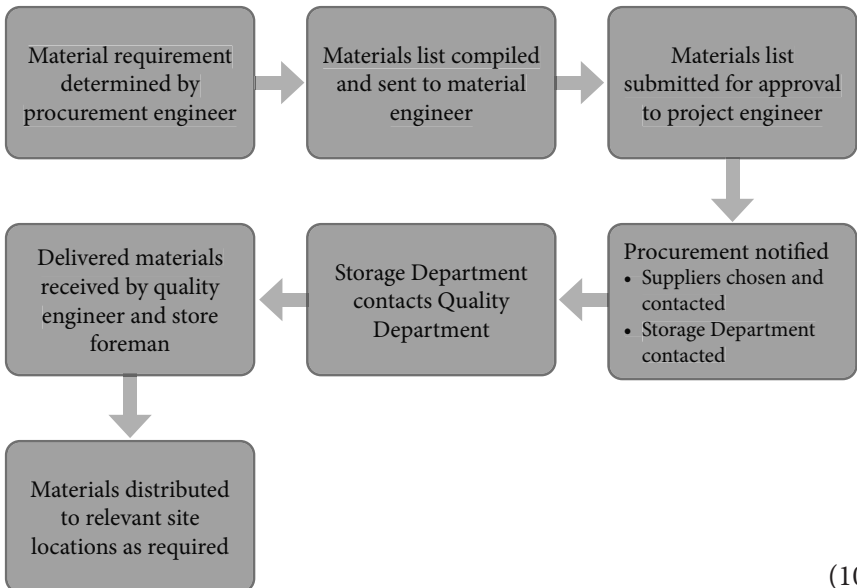 Material requirement
determined by
procurement engineer
Materials list compiled
and sent to material
engineer
Materials list
submitted for approval
to project engineer
Procurement notified
• Suppliers chosen and
contacted
• Storage Department
contacted
Storage Department
contacts Quality
Department
Delivered materials
received by quality
engineer and store
foreman
Materials distributed
to relevant site
locations as required
(10